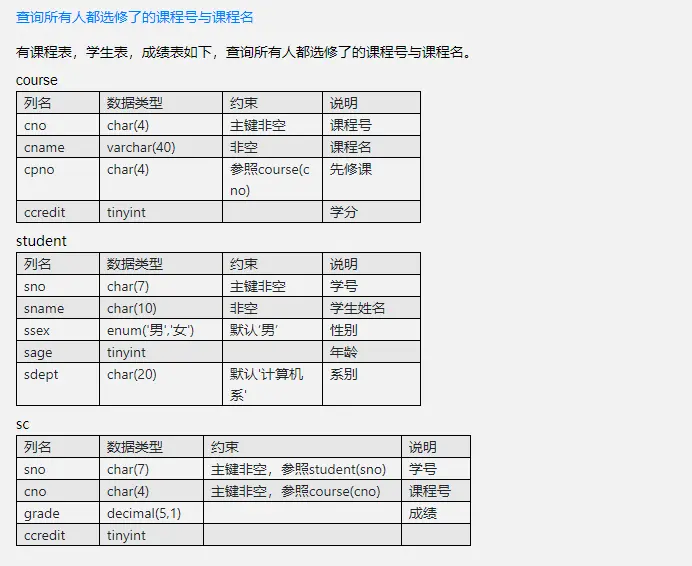 查询所有人都选修了的课程号与课程名
有课程表，学生表，成绩表如下，查询所有人都选修了的课程号与课程名。
course
列名 数据类型 约束 说明
cno char(4) 主键非空 课程号
cname varchar(40) 非空 课程名
cpno char(4) 参照course(c 先修课
no)
ccredit tinyint 学分
student
列名 数据类型 约束 说明
sno char(7) 主键非空 学号
sname char(10) 非空 学生姓名
ssex enum('男','女') 默认'男' 性别
sage tinyint 年龄
sdept char(20) 默认'计算机 系别
系'
sc
列名 数据类型 约束 说明
sno char(7) 主键非空，参照student(sno) 学号
cno char(4) 主键非空，参照course(cno) 课程号
grade decimal(5,1) 成绩
ccredit tinyint